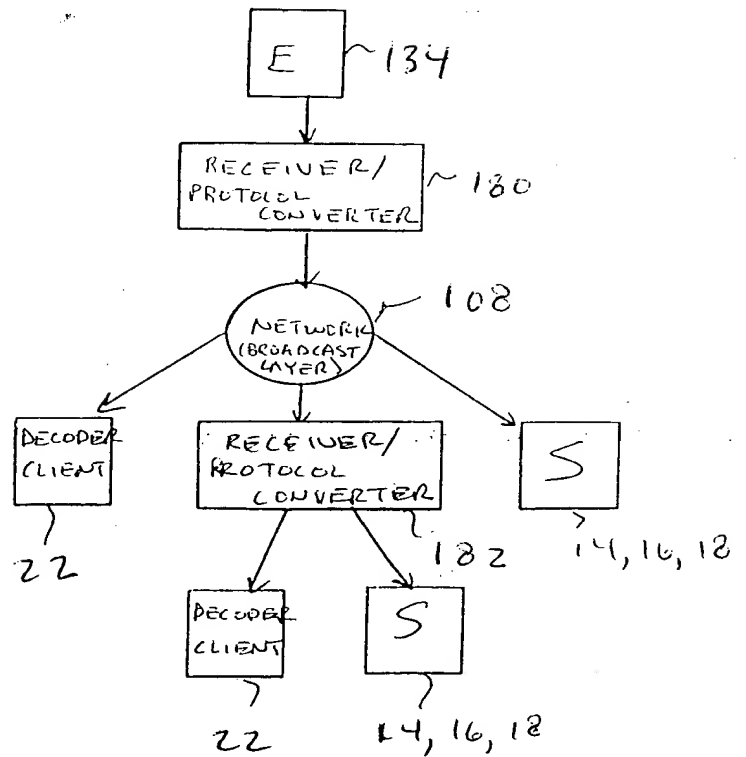 E 134
RECEIVER/
PROTOCOL
CONVERTER
180
108
NETWORK
(BROADCAST
LAYER)
DECODER
CLIENT
22
RECEIVER/
PROTOCOL
CONVERTER
182
S
14, 16, 18
DECODER
CLIENT
22
S
14, 16, 18